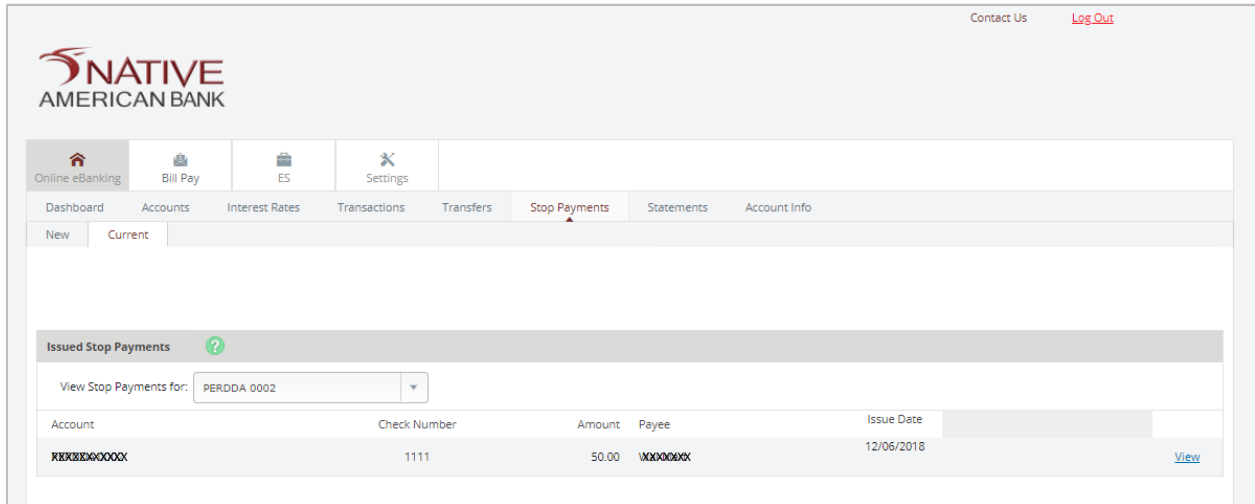 Contact Us Log Out
NATIVE
AMERICAN BANK
Online eBanking Bill Pay ES Settings
Dashboard Accounts Interest Rates Transactions Transfers Stop Payments Statements Account Info
New Current
Issued Stop Payments ?
View Stop Payments for: PERDDA 0002
Account Check Number Amount Payee Issue Date
1111 50.00 12/06/2018 View